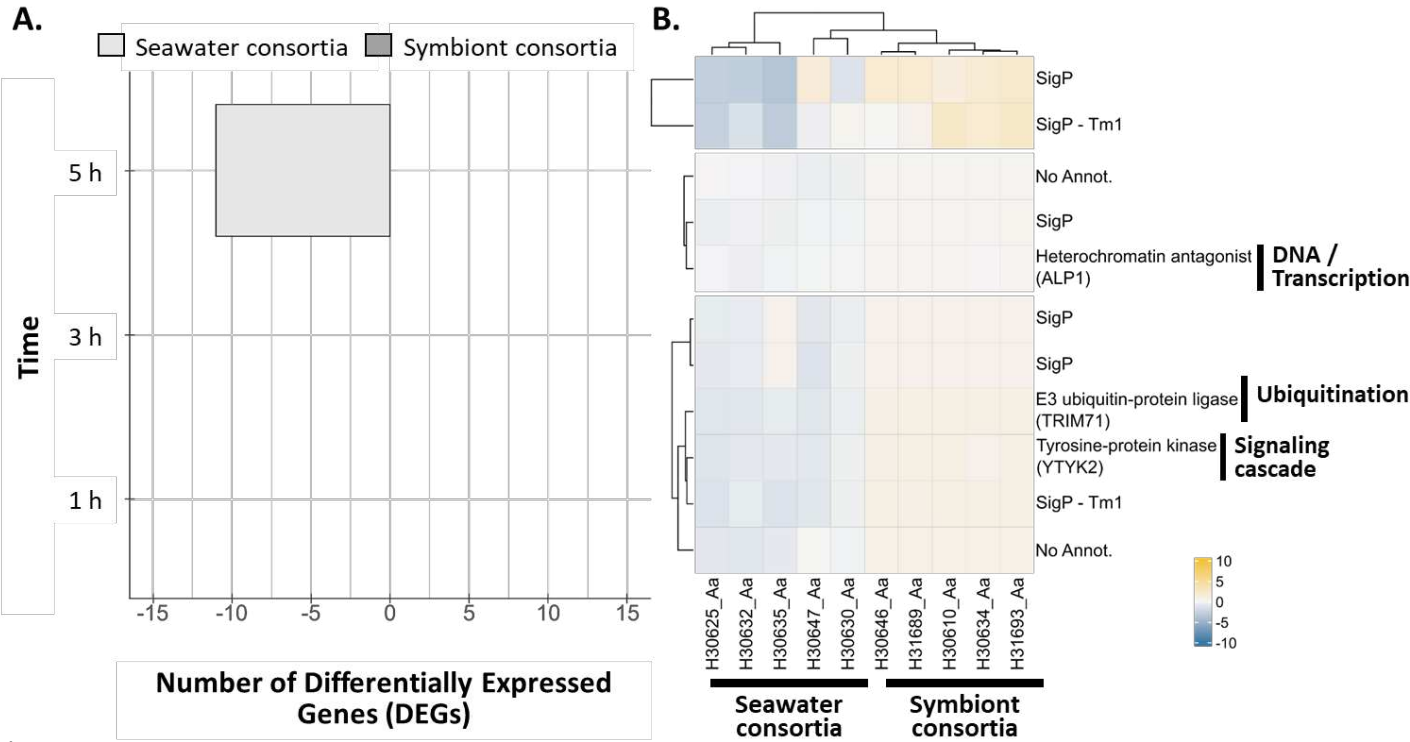 A.
Seawater consortia
Symbiont consortia
Time
5 h
3 h
1 h
-15
-10
-5
0
5
10
15
Number of Differentially Expressed
Genes (DEGs)
B.
SigP
SigP - Tm1
No Annot.
SigP
Heterochromatin antagonist
(ALP1)
DNA /
Transcription
SigP
SigP
E3 ubiquitin-protein ligase
(TRIM71)
Ubiquitination
Tyrosine-protein kinase
(YTYK2)
Signaling
cascade
SigP - Tm1
No Annot.
10
5
0
-5
-10
H30625_Aa
H30632_Aa
H30635_Aa
H30647_Aa
H30630_Aa
H30646_Aa
H31689_Aa
H30610_Aa
H30634_Aa
H31693_Aa
Seawater
consortia
Symbiont
consortia